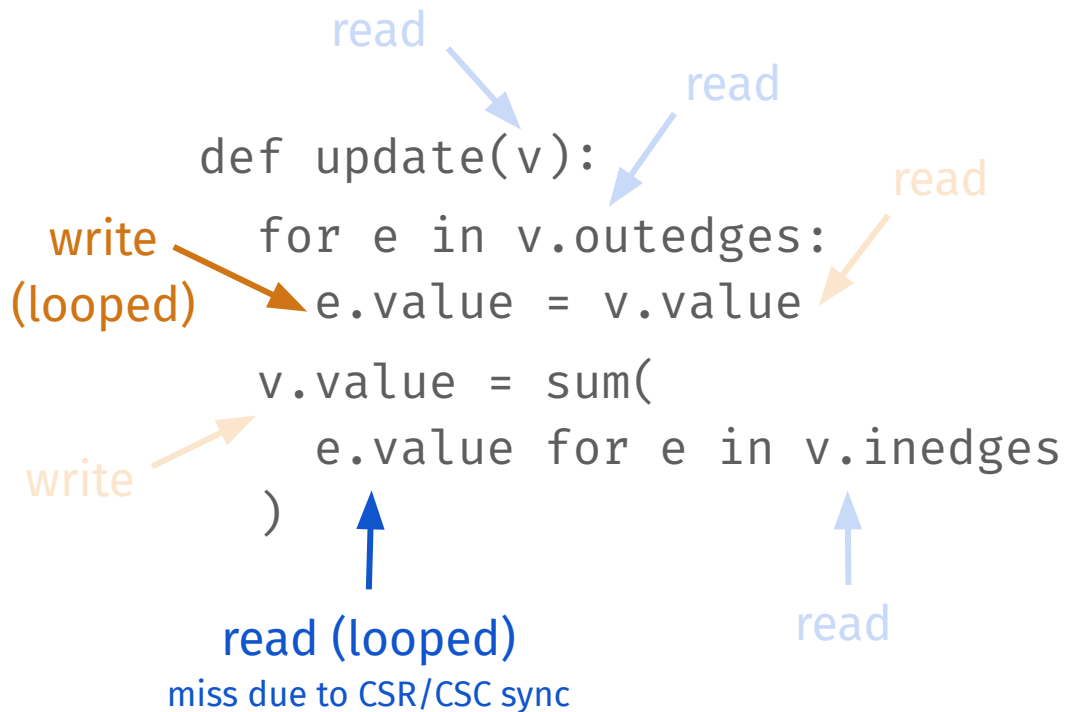 read
read
def update(v):
read
write
(looped)
for e in v.outedges:
e.value = v.value
v.value = sum(
e.value for e in v.inedges
write
)
read (looped)
miss due to CSR/CSC sync
read